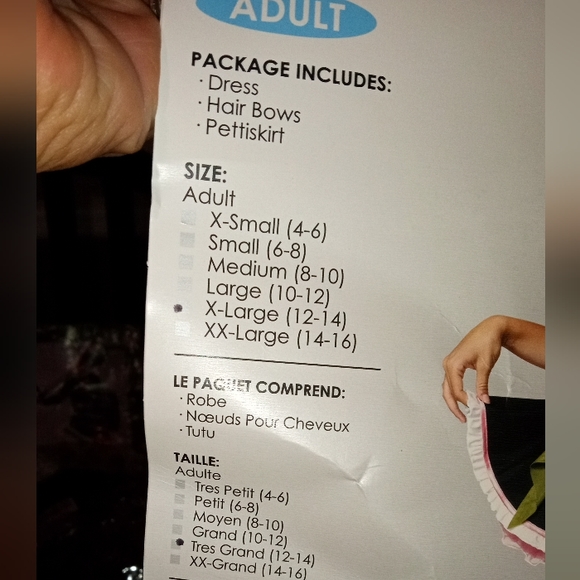 ADULT
PACKAGE INCLUDES:
· Dress
· Hair Bows
· Pettiskirt
SIZE:
Adult
X-Small (4-6)
Small (6-8)
Medium (8-10)
Large (10-12)
X-Large (12-14)
XX-Large (14-16)
LE PAQUET COMPREND:
· Robe
· Nœuds Pour Cheveux
· Tutu
TAILLE:
Adulte
Tres Petit (4-6)
Petit (6-8)
Moyen (8-10)
Grand (10-12)
Tres Grand (12-14)
XX-Grand (14-16)